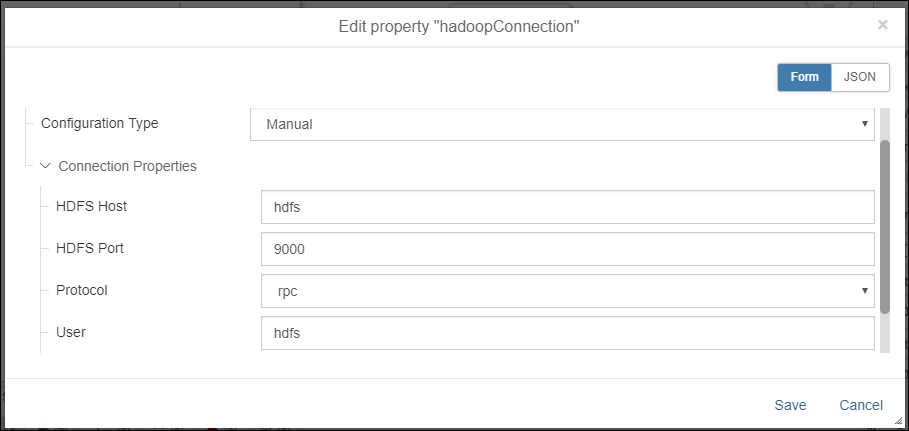 Edit property "hadoopConnection"
×
Form JSON
Configuration Type Manual
Connection Properties
HDFS Host hdfs
HDFS Port 9000
Protocol rpc
User hdfs
Save Cancel